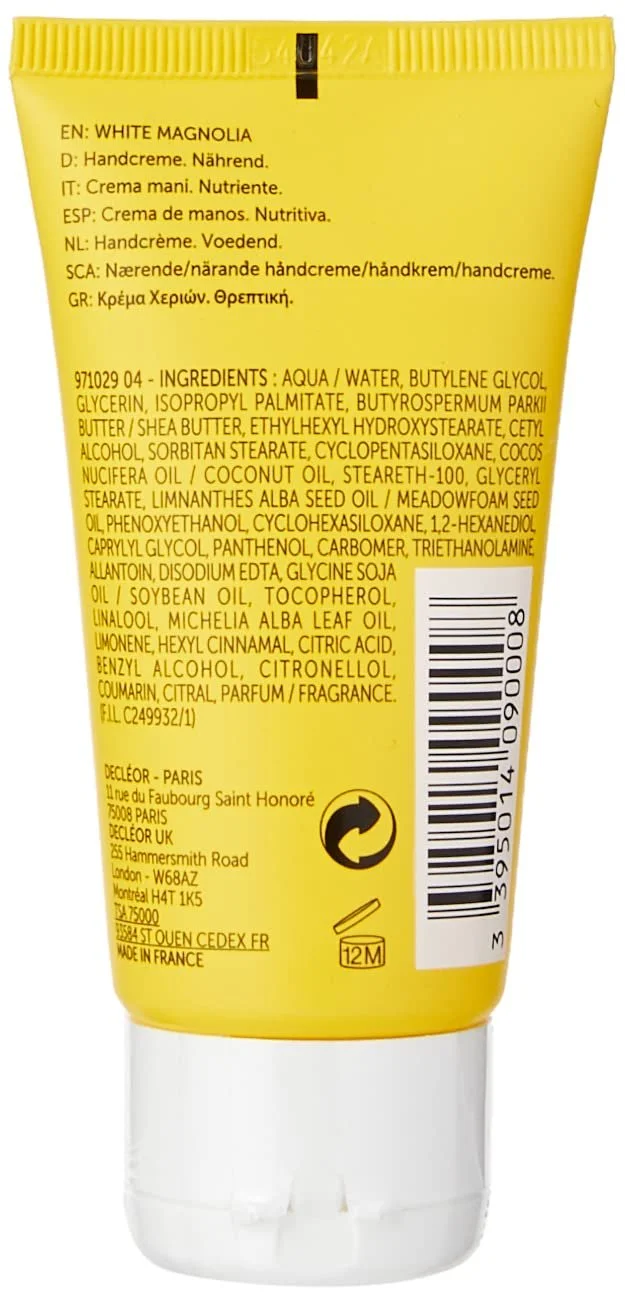 EN: WHITE MAGNOLIA
D: Handcreme. Nährend.
IT: Crema mani. Nutriente.
ESP: Crema de manos. Nutritiva.
NL: Handcrème. Voedend.
SCA: Nærende/närande håndcreme/håndkrem/handcreme.
GR: Κρέμα Χεριών. Θρεπτική.
971029 04 - INGREDIENTS : AQUA / WATER, BUTYLENE GLYCOL,
GLYCERIN, ISOPROPYL PALMITATE, BUTYROSPERMUM PARKII
BUTTER / SHEA BUTTER, ETHYLHEXYL HYDROXYSTEARATE, CETYL
ALCOHOL, SORBITAN STEARATE, CYCLOPENTASILOXANE, COCOS
NUCIFERA OIL / COCONUT OIL, STEARETH-100, GLYCERYL
STEARATE, LIMNANTHES ALBA SEED OIL / MEADOWFOAM SEED
OIL, PHENOXYETHANOL, CYCLOHEXASILOXANE, 1,2-HEXANEDIOL,
CAPRYLYL GLYCOL, PANTHENOL, CARBOMER, TRIETHANOLAMINE,
ALLANTOIN, DISODIUM EDTA, GLYCINE SOJA
OIL / SOYBEAN OIL, TOCOPHEROL,
LINALOOL, MICHELIA ALBA LEAF OIL,
LIMONENE, HEXYL CINNAMAL, CITRIC ACID,
BENZYL ALCOHOL, CITRONELLOL,
COUMARIN, CITRAL, PARFUM / FRAGRANCE.
(F.I.L. C249932/1)
DECLÉOR - PARIS
11 rue du Faubourg Saint Honoré
75008 PARIS
DECLÉOR UK
255 Hammersmith Road
London - W68AZ
Montréal H4T 1K5
TSA 75000
93584 ST OUEN CEDEX FR
MADE IN FRANCE
12M
3 395014 090008